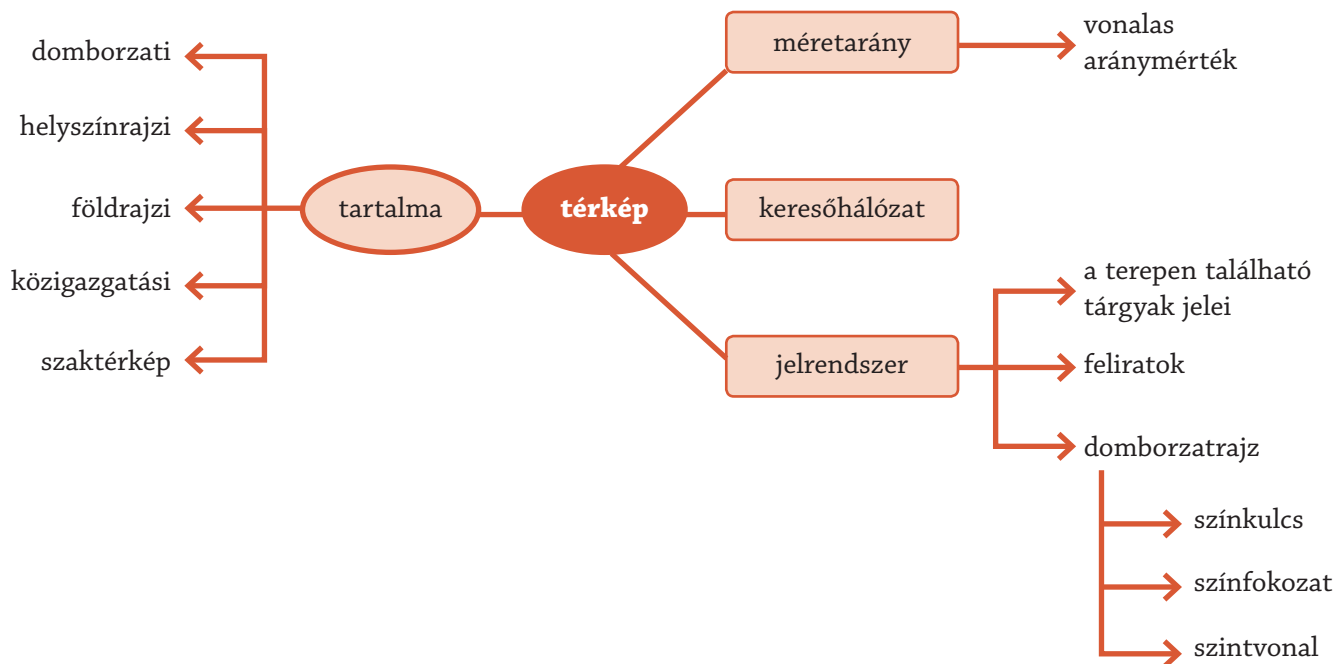 domborzati
helyszínrajzi
földrajzi
közigazgatási
szaktérkép
tartalma
térkép
méretarány
vonalas
aránymérték
keresőhálózat
jelrendszer
a terepen található
tárgyak jelei
feliratok
domborzatrajz
színkulcs
színfokozat
szintvonal